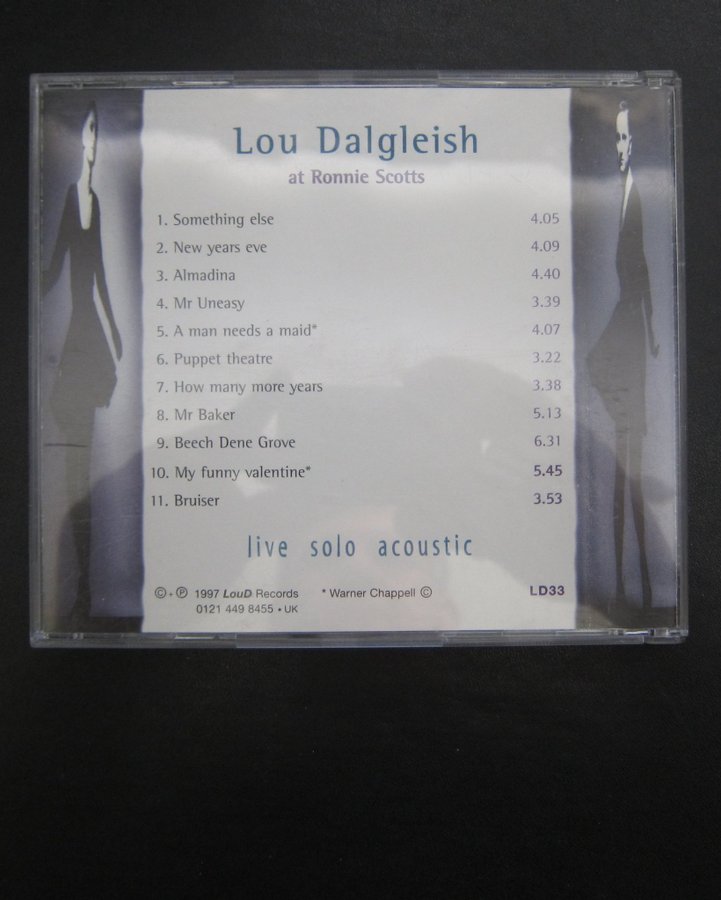 Lou Dalgleish
at Ronnie Scotts
1. Something else 4.05
2. New years eve 4.09
3. Almadina 4.40
4. Mr Uneasy 3.39
5. A man needs a maid* 4.07
6. Puppet theatre 3.22
7. How many more years 3.38
8. Mr Baker 5.13
9. Beech Dene Grove 6.31
10. My funny valentine* 5.45
11. Bruiser 3.53
live solo acoustic
© + ℗ 1997 LouD Records * Warner Chappell © LD33
0121 449 8455 • UK